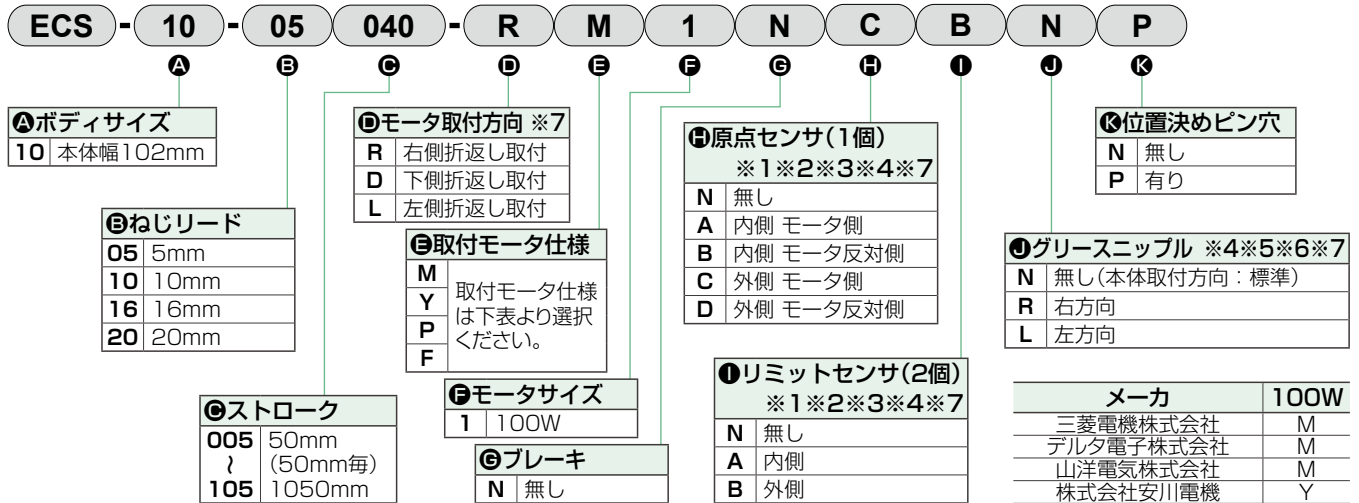 ECS - 10 - 05 040 - R M 1 N C B N P
Ⓐ Ⓑ Ⓒ Ⓓ Ⓔ Ⓕ Ⓖ Ⓗ Ⓘ Ⓙ Ⓚ
Ⓐボディサイズ
10 本体幅102mm
Ⓑねじリード
05 5mm
10 10mm
16 16mm
20 20mm
Ⓒストローク
005 50mm
〜 (50mm毎)
105 1050mm
Ⓓモータ取付方向 ※7
R 右側折返し取付
D 下側折返し取付
L 左側折返し取付
Ⓔ取付モータ仕様
M
Y
P
F
取付モータ仕様
は下表より選択
ください。
Ⓕモータサイズ
1 100W
Ⓖブレーキ
N 無し
Ⓗ原点センサ(1個)
※1※2※3※4※7
N 無し
A 内側 モータ側
B 内側 モータ反対側
C 外側 モータ側
D 外側 モータ反対側
Ⓘリミットセンサ(2個)
※1※2※3※4※7
N 無し
A 内側
B 外側
Ⓚ位置決めピン穴
N 無し
P 有り
Ⓙグリースニップル ※4※5※6※7
N 無し(本体取付方向：標準)
R 右方向
L 左方向
メーカ 100W
三菱電機株式会社 M
デルタ電子株式会社 M
山洋電気株式会社 M
株式会社安川電機 Y